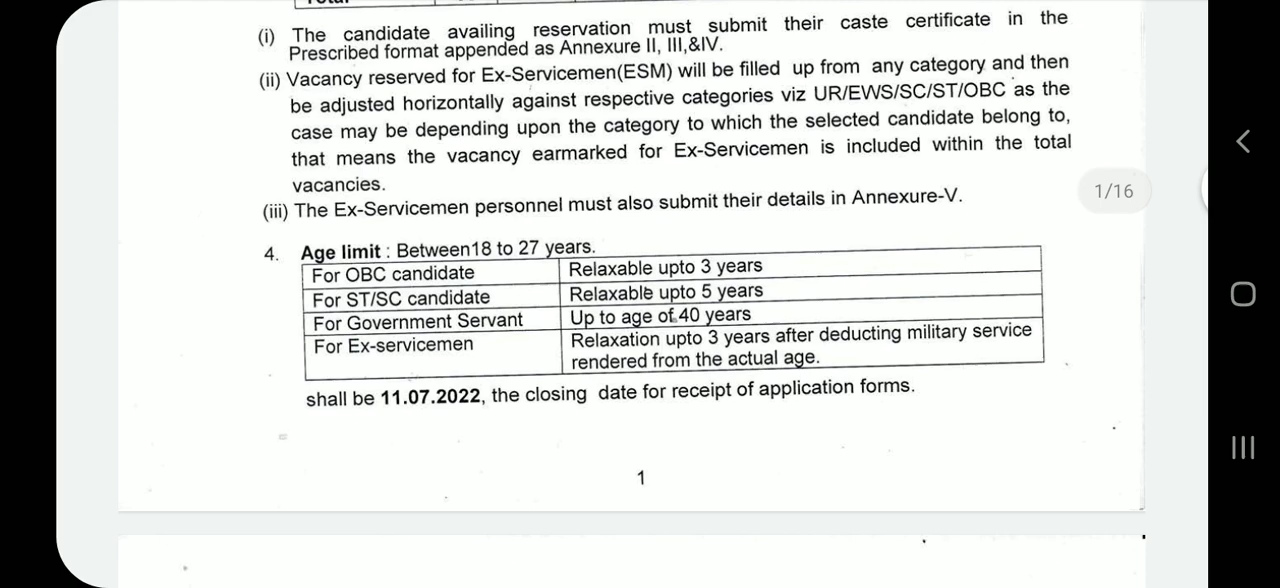 Total
(i) The candidate availing reservation must submit their caste certificate in the
Prescribed format appended as Annexure II, III,&IV.
(ii) Vacancy reserved for Ex-Servicemen(ESM) will be filled up from any category and then
be adjusted horizontally against respective categories viz UR/EWS/SC/ST/OBC as the
case may be depending upon the category to which the selected candidate belong to,
that means the vacancy earmarked for Ex-Servicemen is included within the total
vacancies.
(iii) The Ex-Servicemen personnel must also submit their details in Annexure-V.
1/16
4. Age limit : Between18 to 27 years.
For OBC candidate Relaxable upto 3 years
For ST/SC candidate Relaxable upto 5 years
For Government Servant Up to age of 40 years
For Ex-servicemen Relaxation upto 3 years after deducting military service
rendered from the actual age.
shall be 11.07.2022, the closing date for receipt of application forms.
1